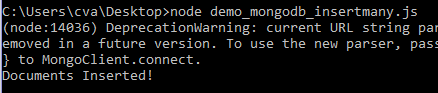 C:\Users\cva\Desktop>node demo_mongodb_insertmany.js
(node:14036) DeprecationWarning: current URL string par
emoved in a future version. To use the new parser, pass
} to MongoClient.connect.
Documents Inserted!